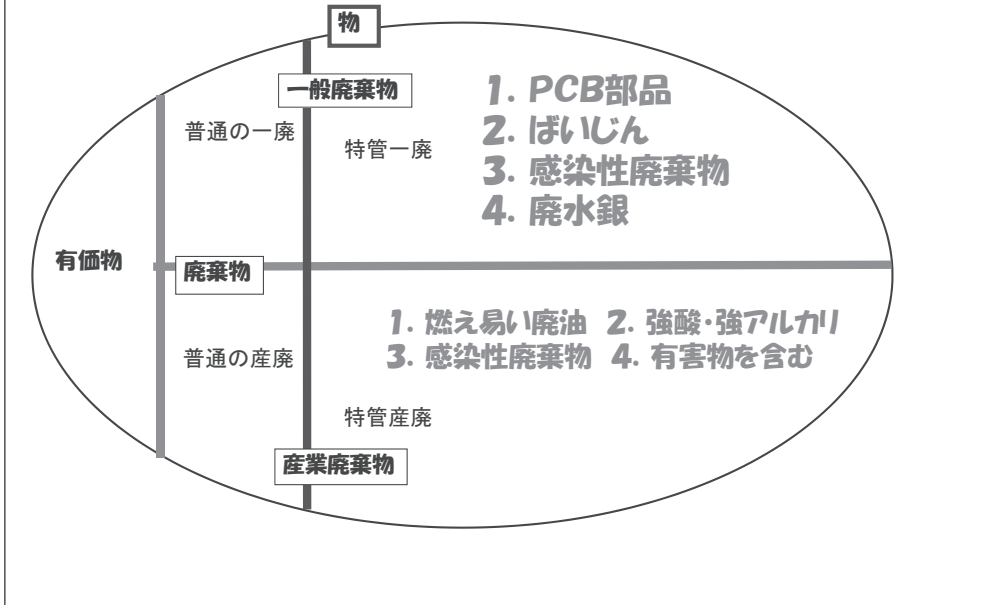 物
一般廃棄物
普通の一廃
特管一廃
1. PCB部品
2. ばいじん
3. 感染性廃棄物
4. 廃水銀
有価物
廃棄物
1. 燃え易い廃油 2. 強酸・強アルカリ
3. 感染性廃棄物 4. 有害物を含む
普通の産廃
特管産廃
産業廃棄物